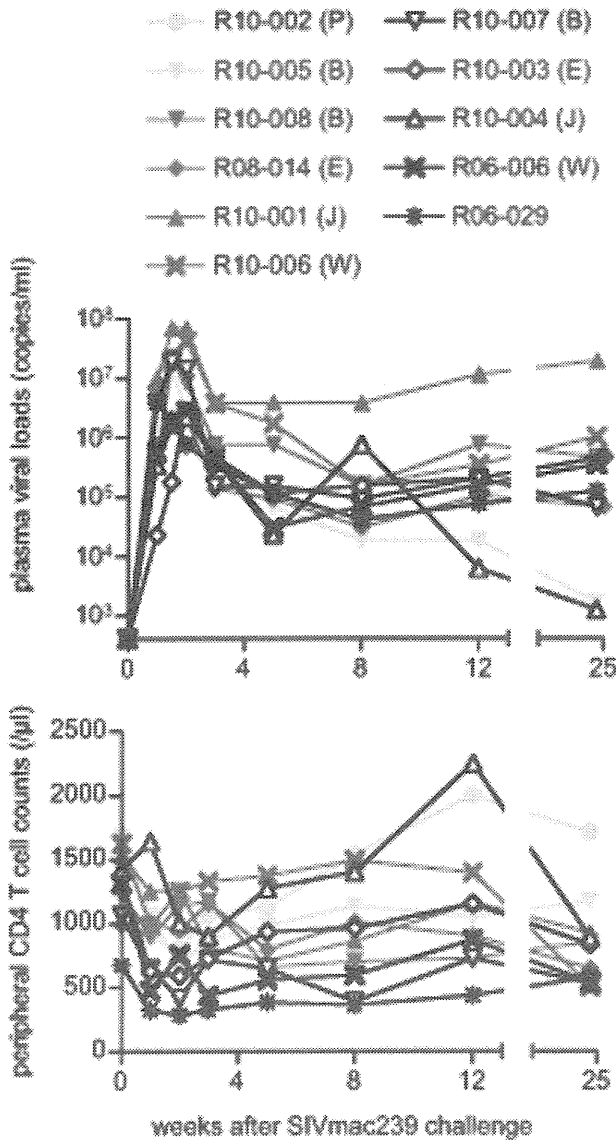 R10-002 (P) R10-007 (B)
R10-005 (B) R10-003 (E)
R10-008 (B) R10-004 (J)
R08-014 (E) R06-006 (W)
R10-001 (J) R06-029
R10-006 (W)
plasma viral loads (copies/ml)
10⁸
10⁷
10⁶
10⁵
10⁴
10³
0 4 8 12 25
peripheral CD4 T cell counts (/μl)
2500
2000
1500
1000
500
0
0 4 8 12 25
weeks after SIVmac239 challenge